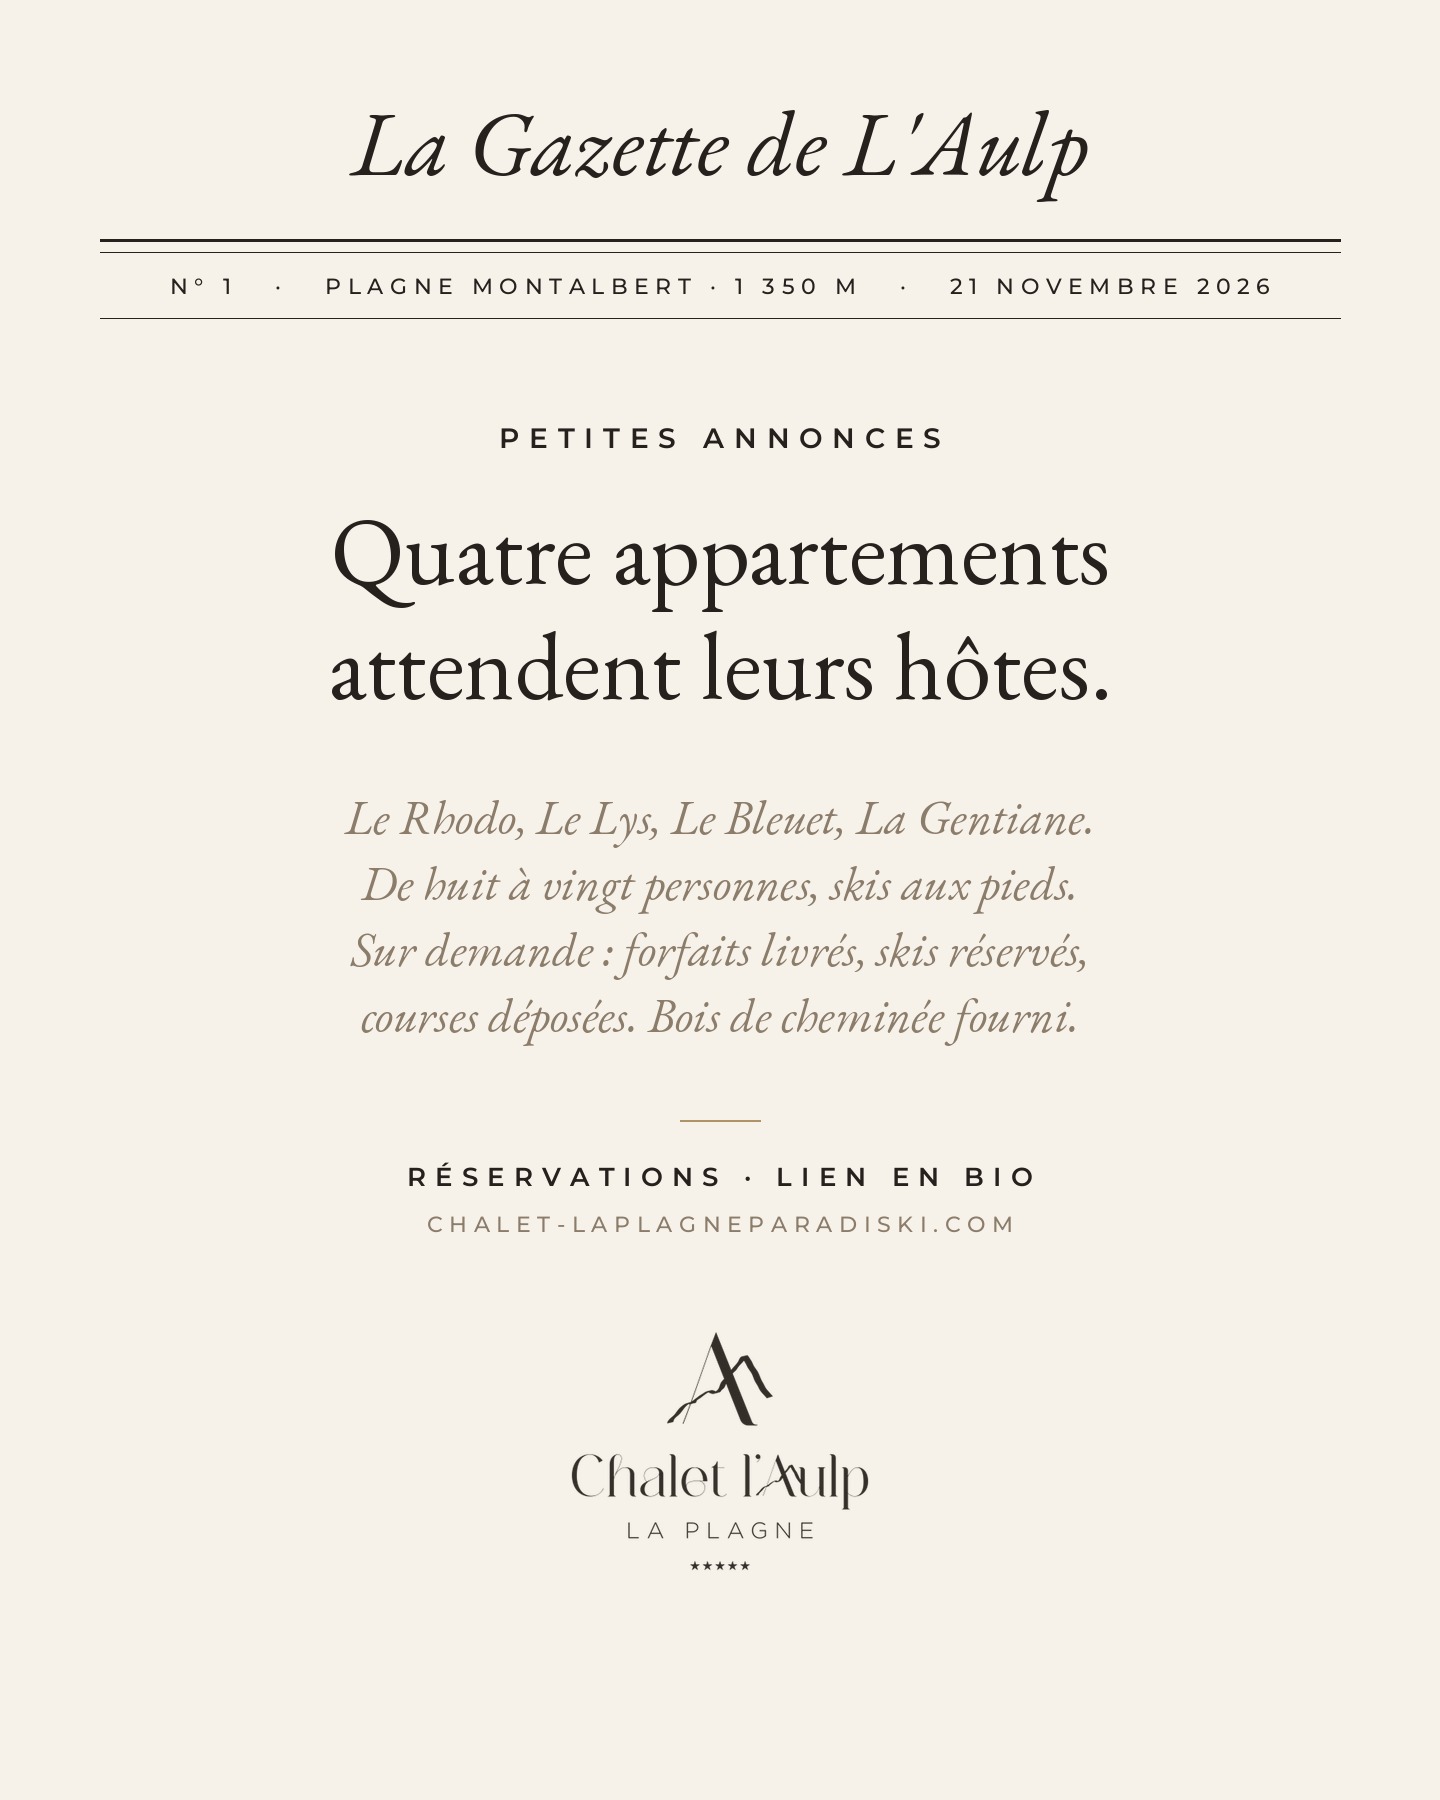 La Gazette de L'Aulp
N° 1 · PLAGNE MONTALBERT · 1 350 M · 21 NOVEMBRE 2026
PETITES ANNONCES
Quatre appartements
attendent leurs hôtes.
Le Rhodo, Le Lys, Le Bleuet, La Gentiane.
De huit à vingt personnes, skis aux pieds.
Sur demande : forfaits livrés, skis réservés,
courses déposées. Bois de cheminée fourni.
RÉSERVATIONS · LIEN EN BIO
CHALET-LAPLAGNEPARADISKI.COM
Chalet l'Aulp
LA PLAGNE
★★★★★